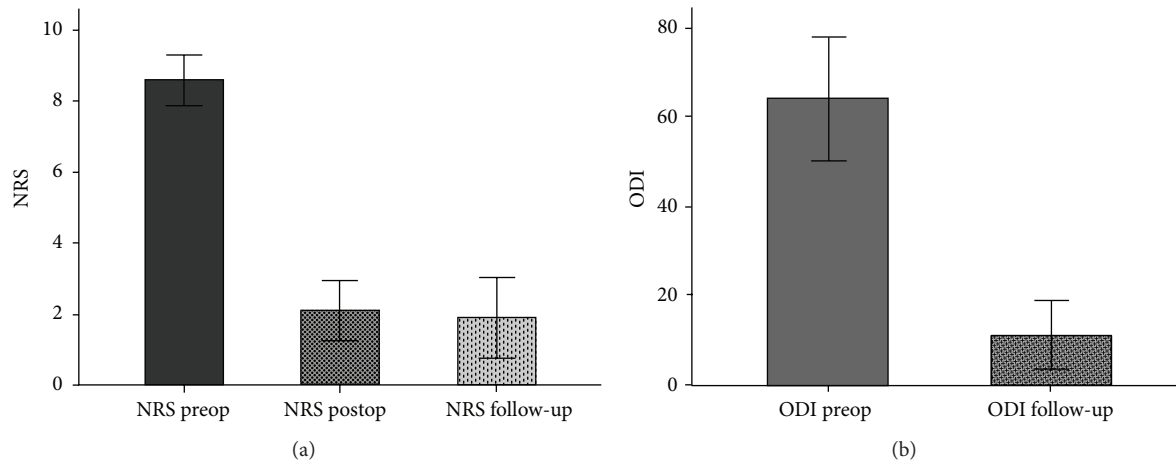 10
8
6
4
2
0
NRS
NRS preop
NRS postop
NRS follow-up
(a)
80
60
40
20
0
ODI
ODI preop
ODI follow-up
(b)